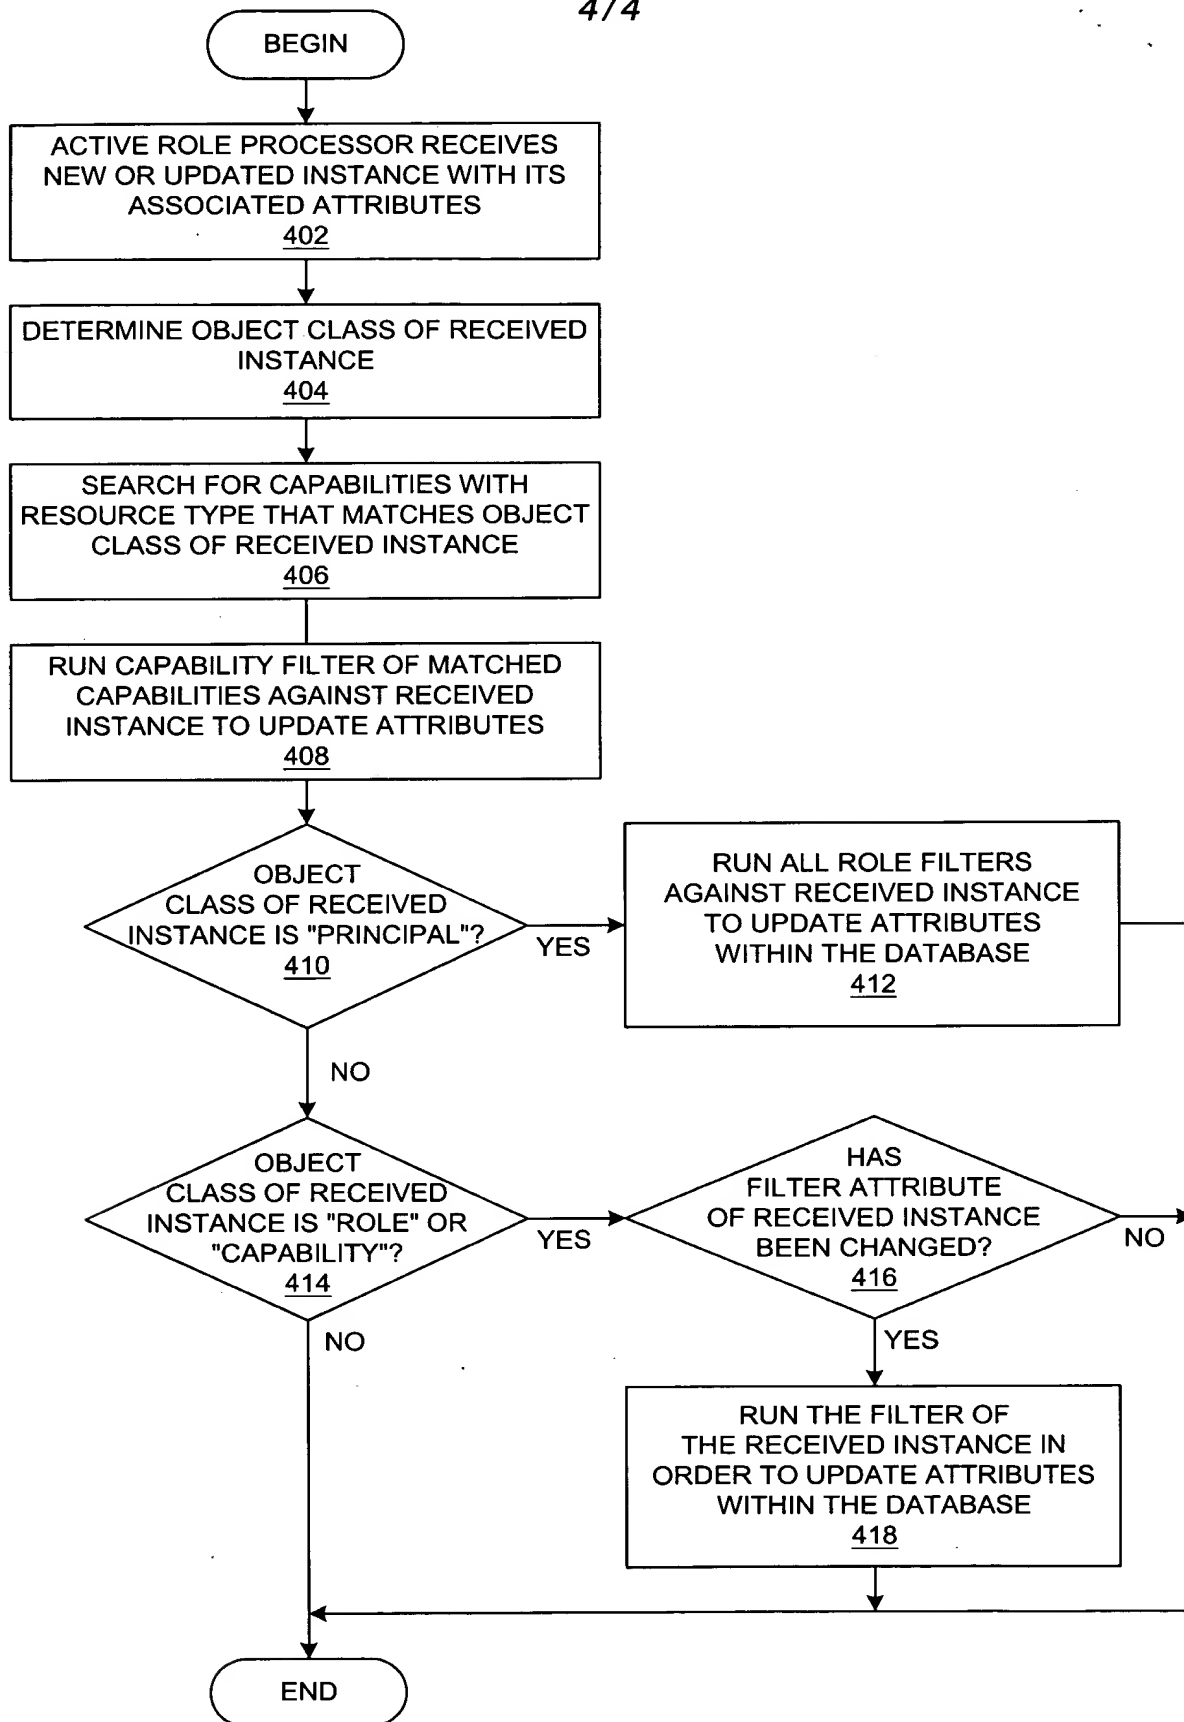 4/4
BEGIN
ACTIVE ROLE PROCESSOR RECEIVES
NEW OR UPDATED INSTANCE WITH ITS
ASSOCIATED ATTRIBUTES
402
DETERMINE OBJECT CLASS OF RECEIVED
INSTANCE
404
SEARCH FOR CAPABILITIES WITH
RESOURCE TYPE THAT MATCHES OBJECT
CLASS OF RECEIVED INSTANCE
406
RUN CAPABILITY FILTER OF MATCHED
CAPABILITIES AGAINST RECEIVED
INSTANCE TO UPDATE ATTRIBUTES
408
OBJECT
CLASS OF RECEIVED
INSTANCE IS "PRINCIPAL"?
410
YES
RUN ALL ROLE FILTERS
AGAINST RECEIVED INSTANCE
TO UPDATE ATTRIBUTES
WITHIN THE DATABASE
412
NO
OBJECT
CLASS OF RECEIVED
INSTANCE IS "ROLE" OR
"CAPABILITY"?
414
YES
HAS
FILTER ATTRIBUTE
OF RECEIVED INSTANCE
BEEN CHANGED?
416
NO
NO
YES
RUN THE FILTER OF
THE RECEIVED INSTANCE IN
ORDER TO UPDATE ATTRIBUTES
WITHIN THE DATABASE
418
END